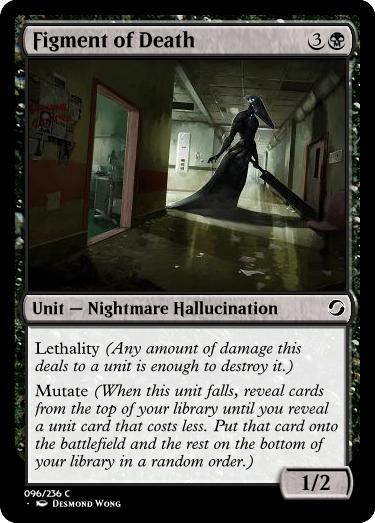 Figment of Death 3
Unit — Nightmare Hallucination
Lethality (Any amount of damage this
deals to a unit is enough to destroy it.)
Mutate (When this unit falls, reveal cards
from the top of your library until you reveal
a unit card that costs less. Put that card onto
the battlefield and the rest on the bottom of
your library in a random order.)
1/2
096/236 C
· Desmond Wong